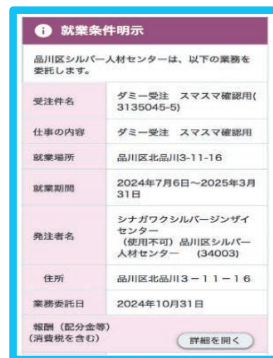 就業条件明示
品川区シルバー人材センターは、以下の業務を
委託します。
受注件名
ダミー受注 スマスマ確認用(
3135045-5)
仕事の内容
ダミー受注 スマスマ確認用
就業場所
品川区北品川3-11-16
就業期間
2024年7月6日~2025年3月
31日
発注者名
シナガワクシルバージンザイ
センター
(使用不可)品川区シルバー
人材センター (34003)
住所
品川区北品川3-11-16
業務委託日
2024年10月31日
報酬(配分金等)
(消費税を含む)
詳細を開く